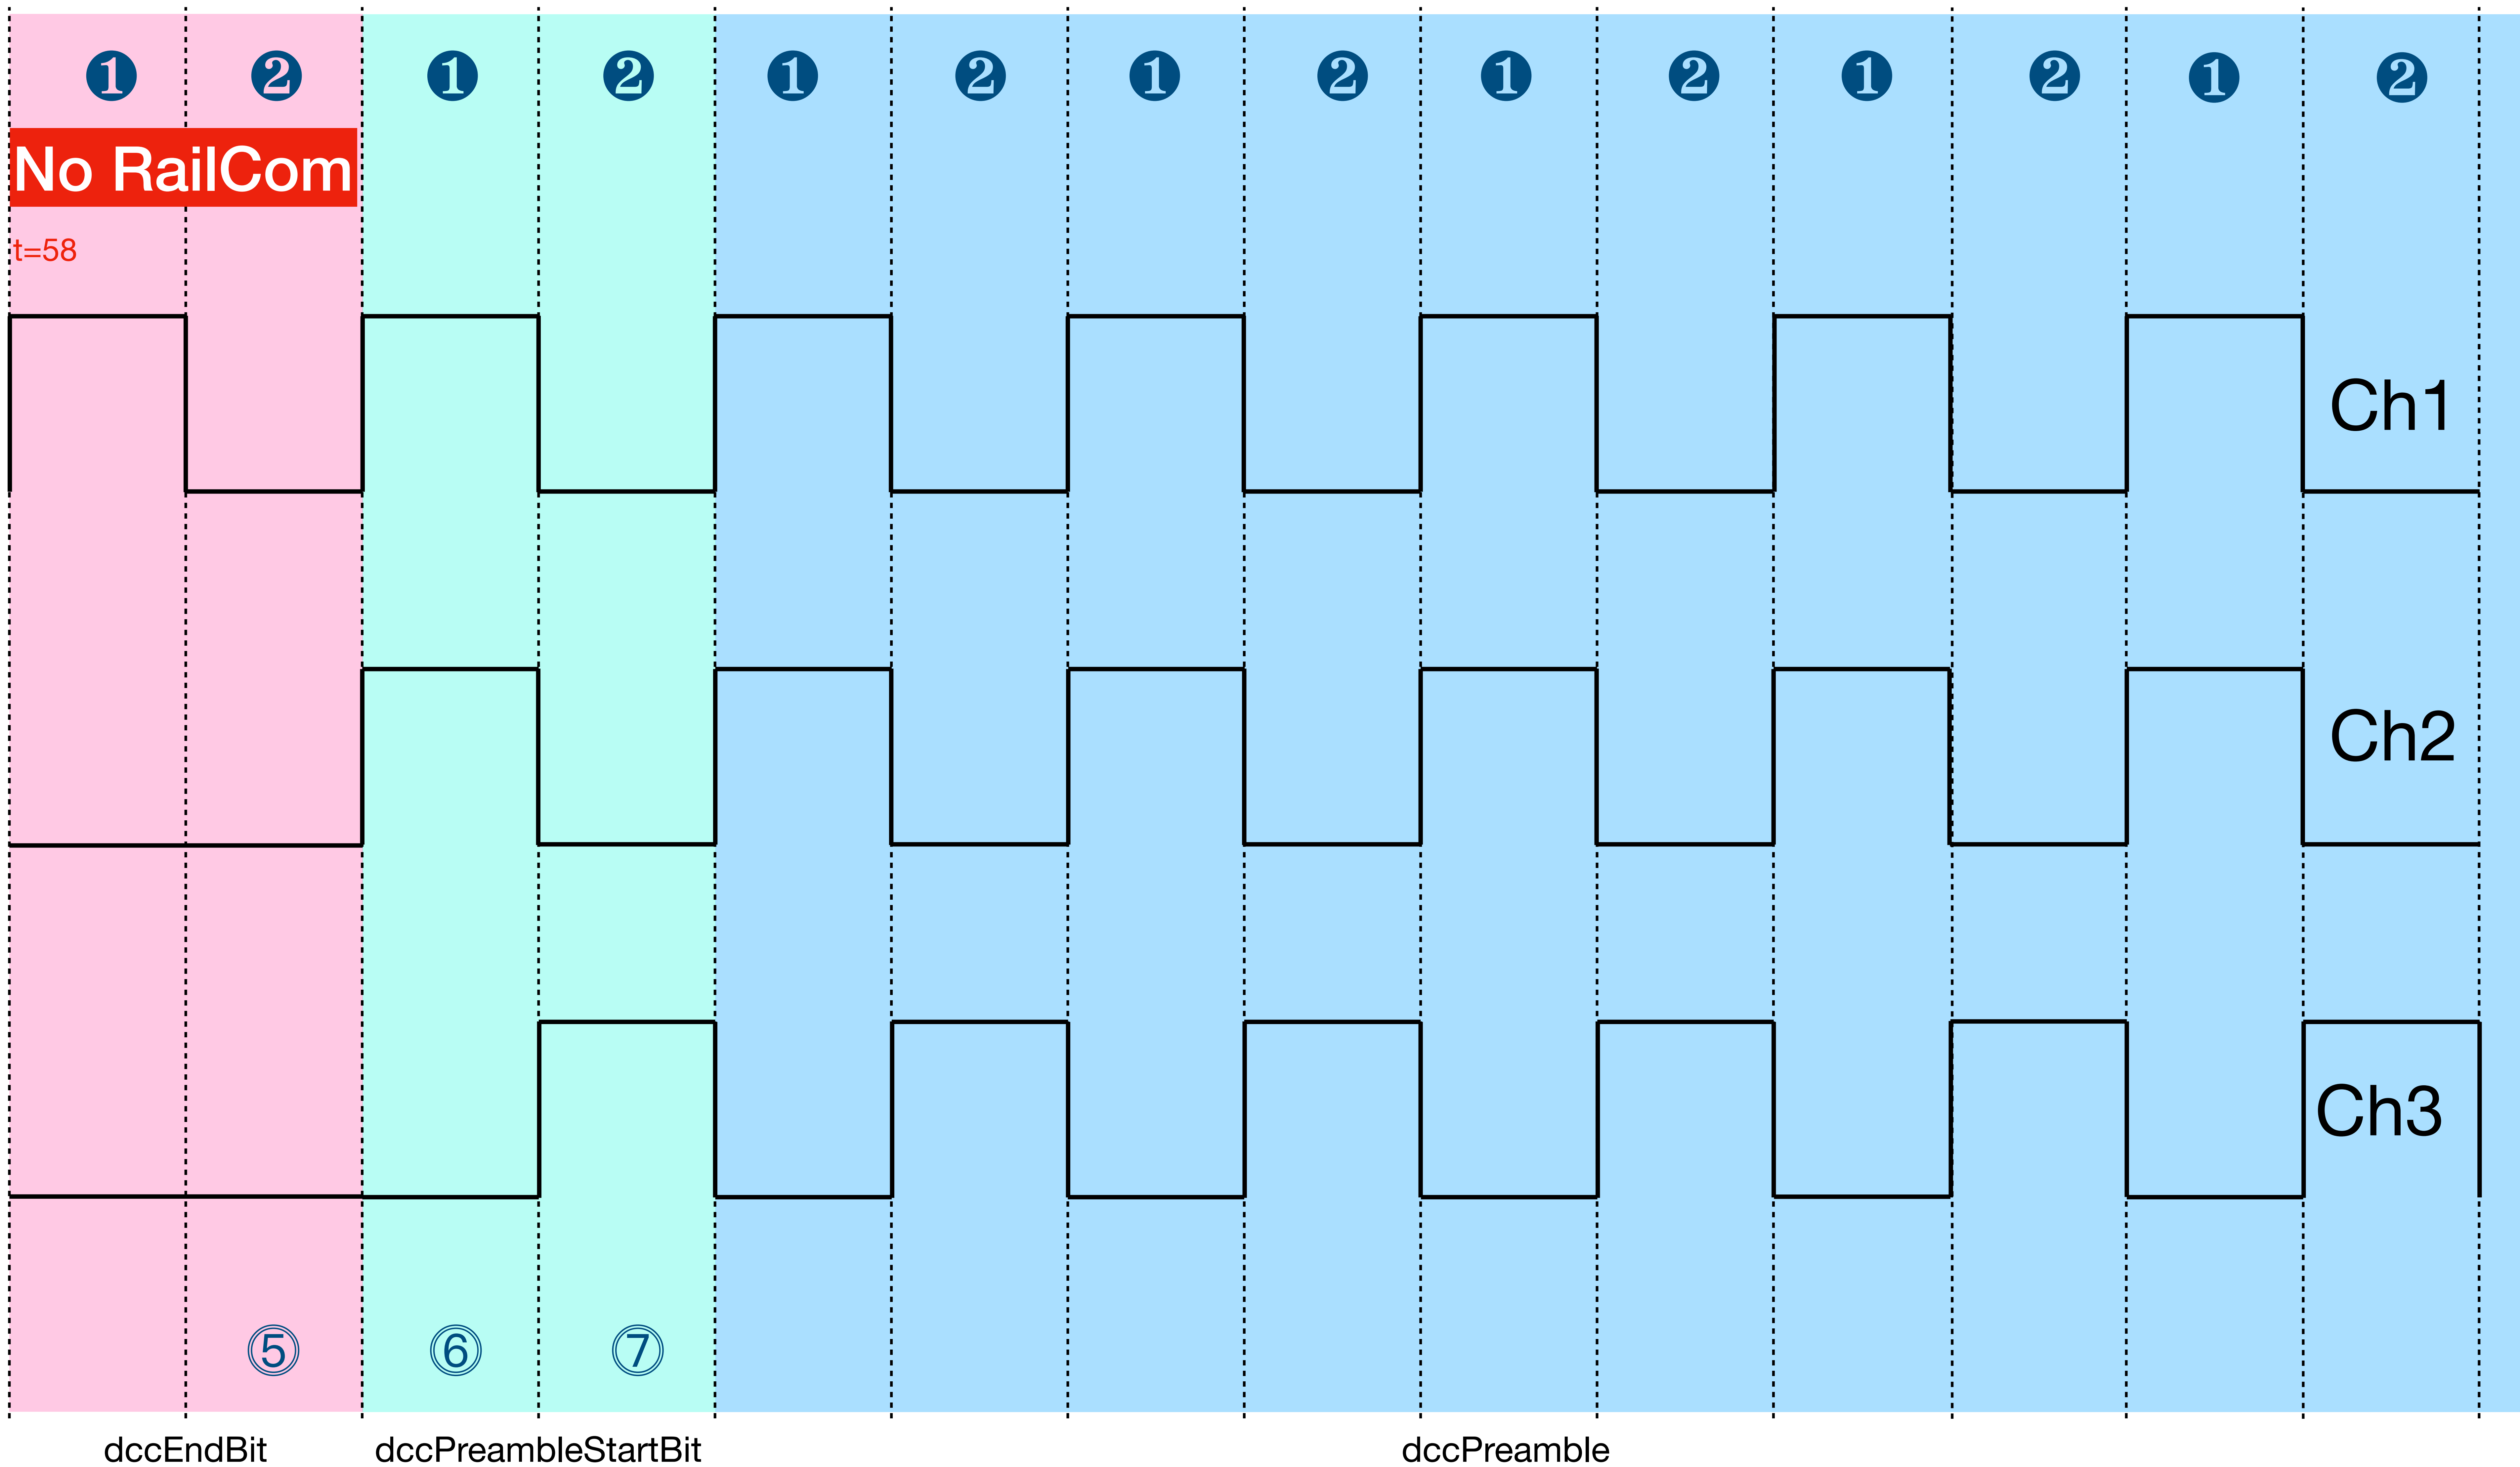 ❶ ❷ ❶ ❷ ❶ ❷ ❶ ❷ ❶ ❷ ❶ ❷ ❶ ❷
No RailCom
t=58
Ch1
Ch2
Ch3
⑤ ⑥ ⑦
dccEndBit dccPreambleStartBit dccPreamble